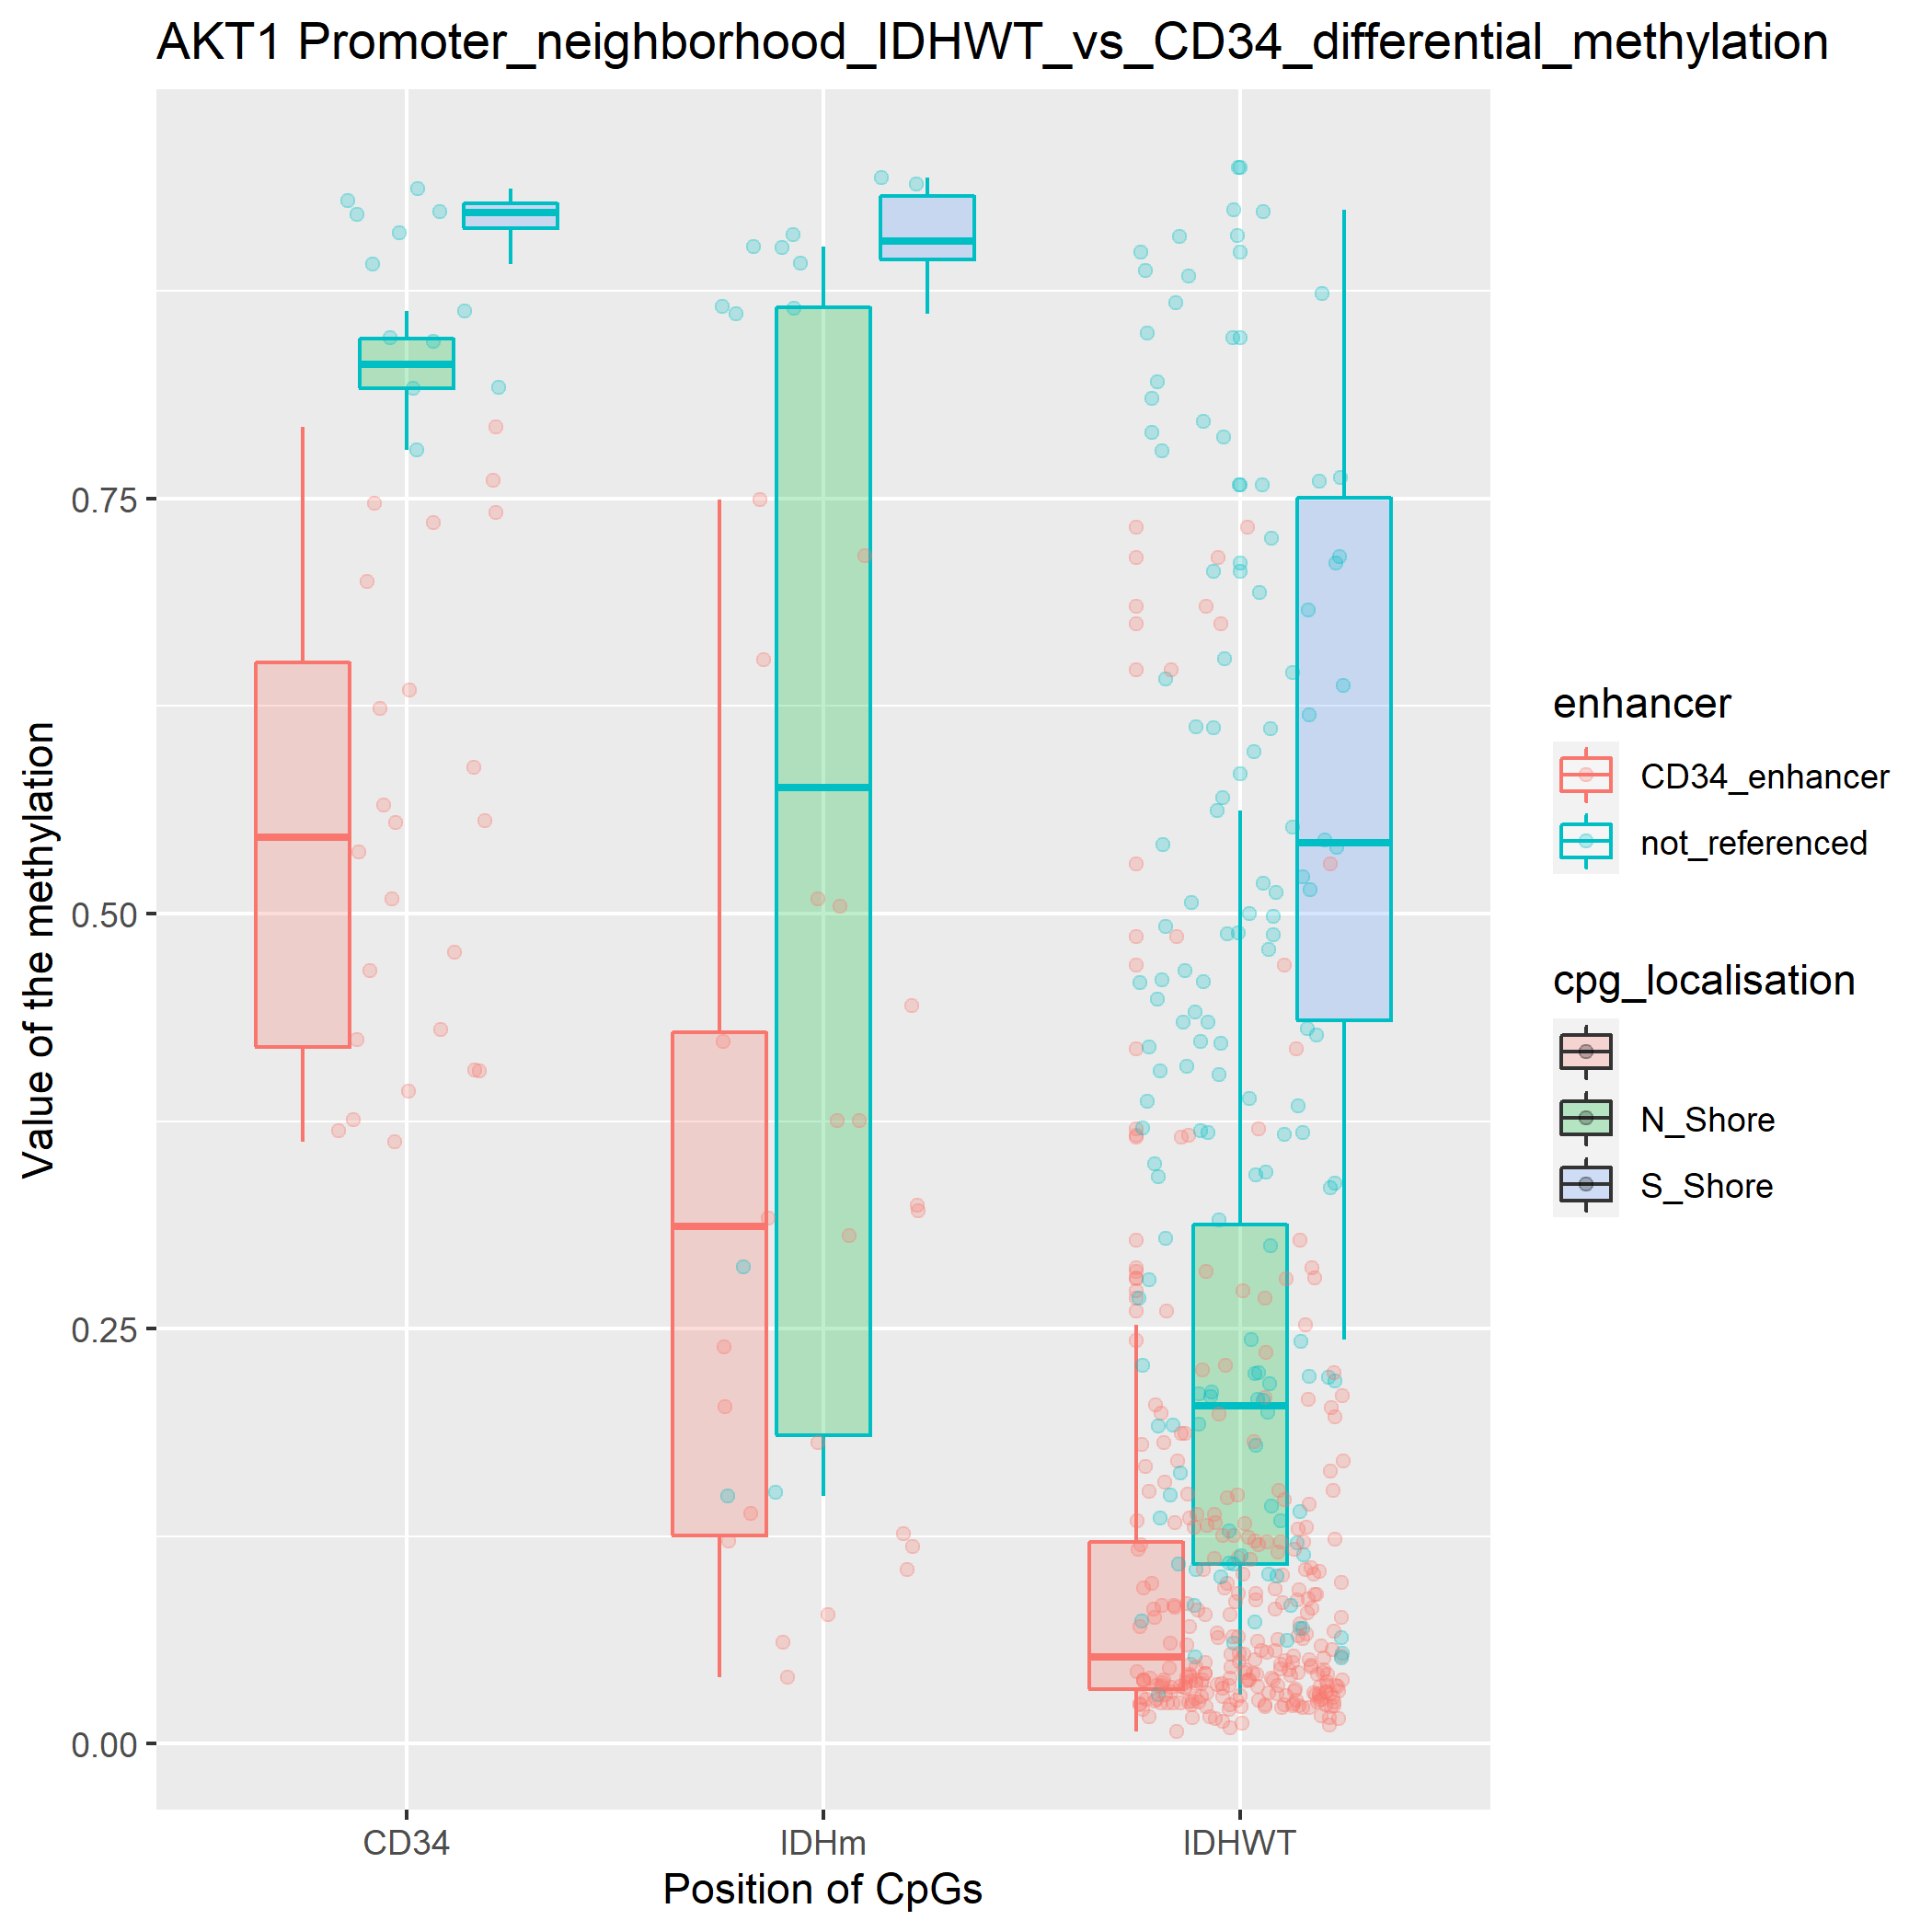 AKT1 Promoter_neighborhood_IDHWT_vs_CD34_differential_methylation
Value of the methylation
0.75
0.50
0.25
0.00
CD34
IDHm
IDHWT
Position of CpGs
enhancer
CD34_enhancer
not_referenced
cpg_localisation
N_Shore
S_Shore